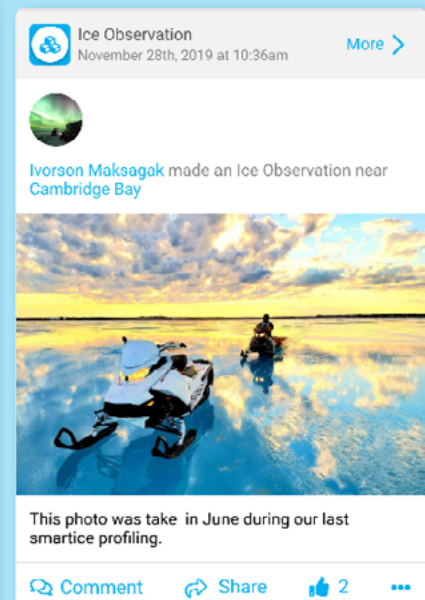 Ice Observation
November 28th, 2019 at 10:36am
More
Ivorson Maksagak made an Ice Observation near
Cambridge Bay
This photo was take in June during our last
smartice profiling.
Comment
Share
2